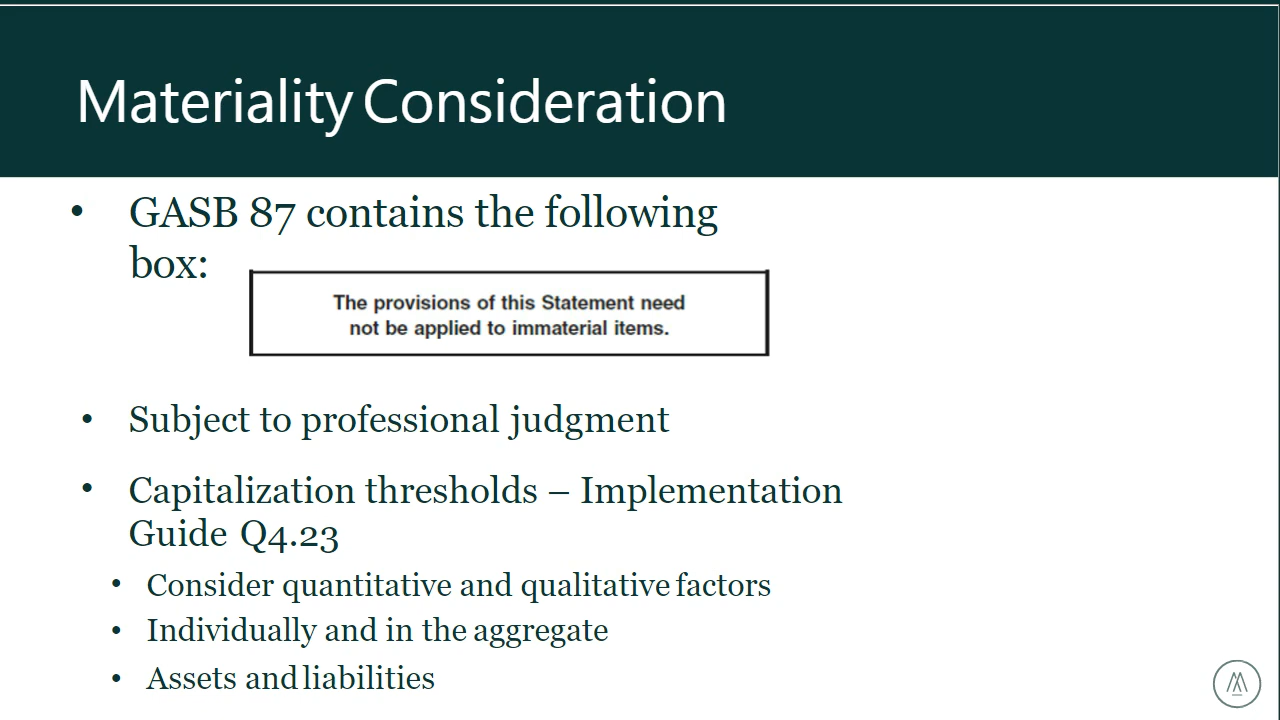 Materiality Consideration
• GASB 87 contains the following
box:
The provisions of this Statement need
not be applied to immaterial items.
• Subject to professional judgment
• Capitalization thresholds – Implementation
Guide Q4.23
• Consider quantitative and qualitative factors
• Individually and in the aggregate
• Assets and liabilities